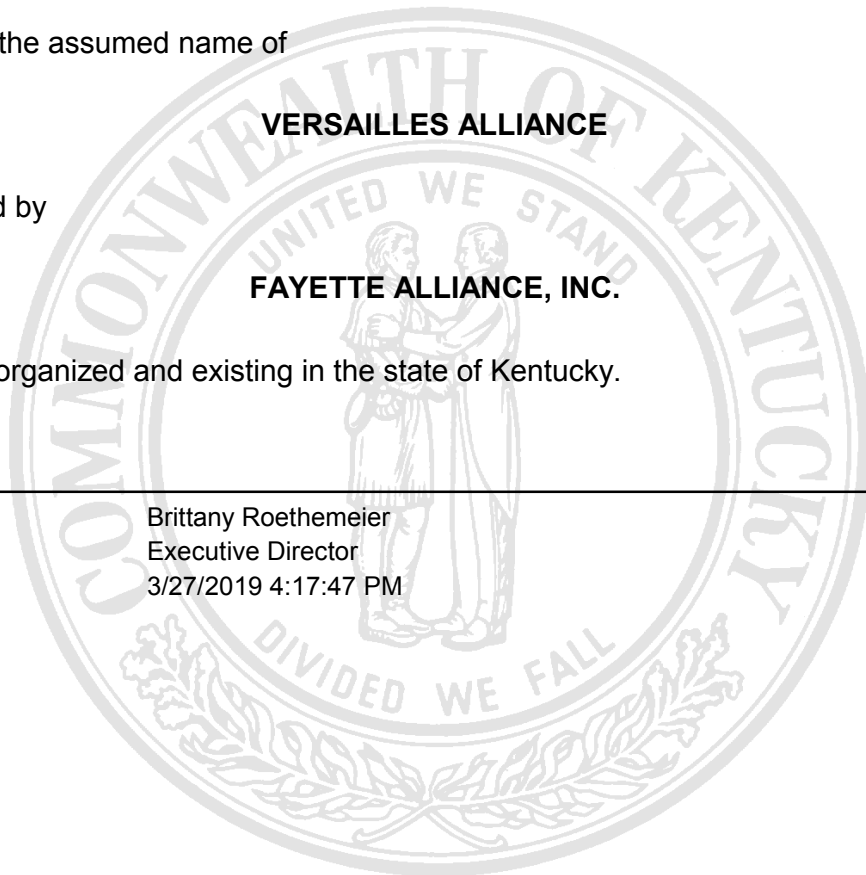 the assumed name of
VERSAILLES ALLIANCE
d by
FAYETTE ALLIANCE, INC.
organized and existing in the state of Kentucky.
Brittany Roethemeier
Executive Director
3/27/2019 4:17:47 PM
COMMONWEALTH OF KENTUCKY
UNITED WE STAND
DIVIDED WE FALL